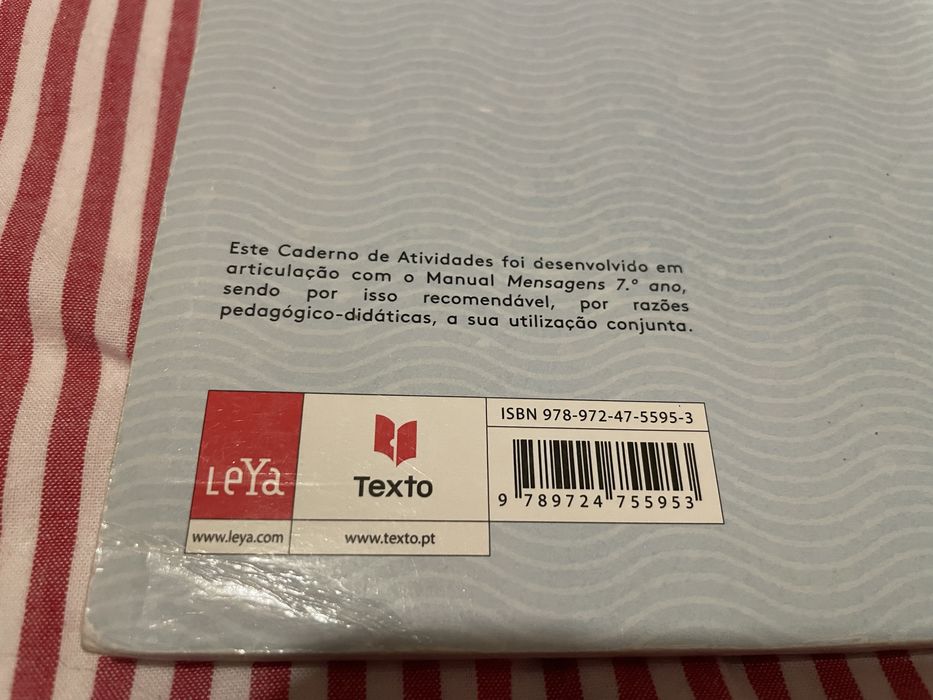 Este Caderno de Atividades foi desenvolvido em
articulação com o Manual Mensagens 7.º ano,
sendo por isso recomendável, por razões
pedagógico-didáticas, a sua utilização conjunta.
LeYa
www.leya.com
Texto
www.texto.pt
ISBN 978-972-47-5595-3
9 789724 755953